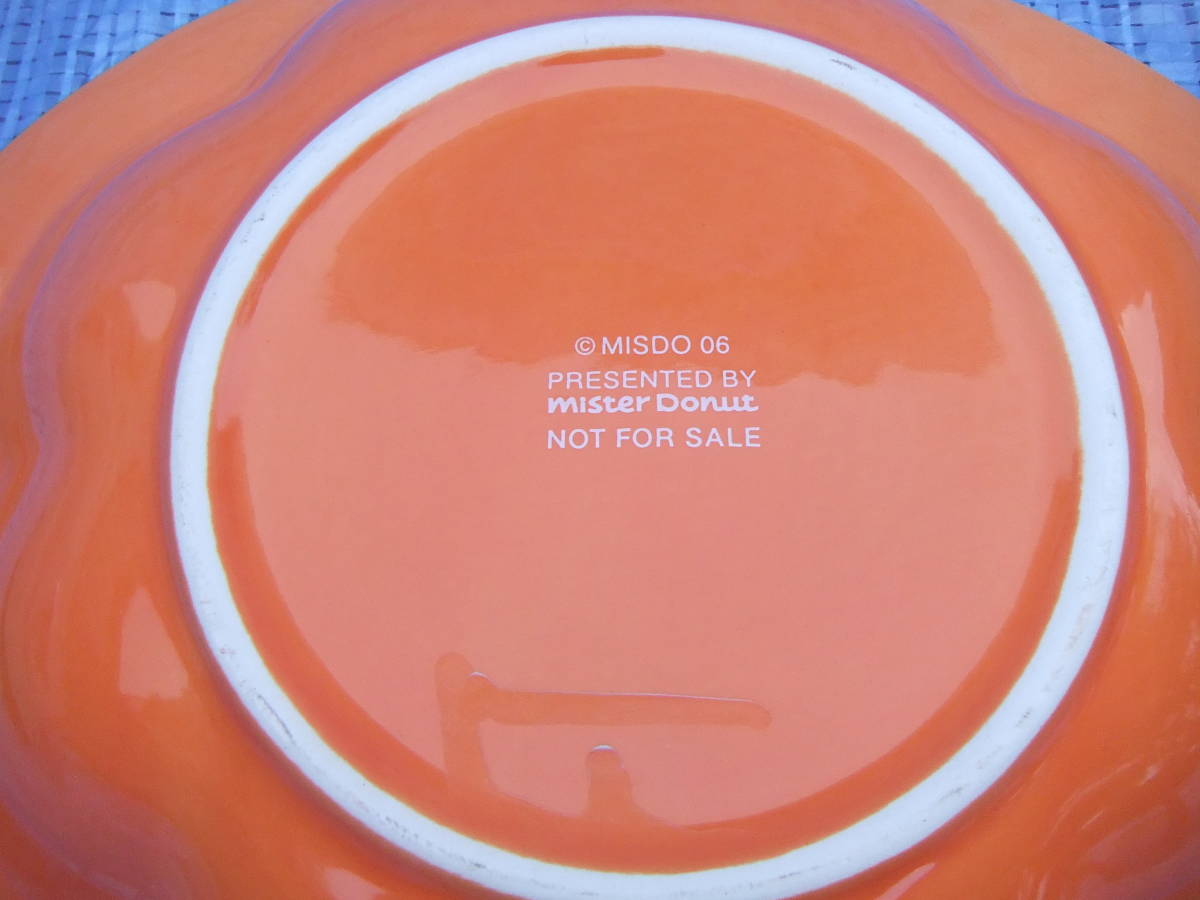 © MISDO 06
PRESENTED BY
mister Donut
NOT FOR SALE